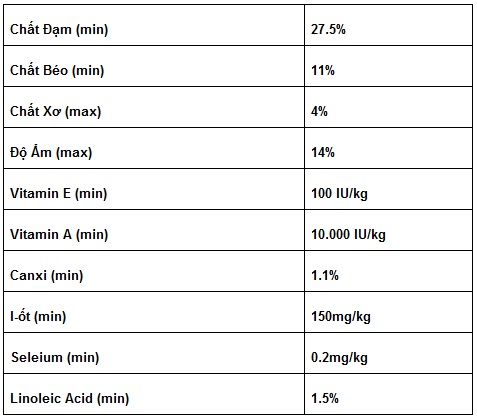 Chất Đạm (min) 27.5%
Chất Béo (min) 11%
Chất Xơ (max) 4%
Độ Ẩm (max) 14%
Vitamin E (min) 100 IU/kg
Vitamin A (min) 10.000 IU/kg
Canxi (min) 1.1%
I-ốt (min) 150mg/kg
Seleium (min) 0.2mg/kg
Linoleic Acid (min) 1.5%